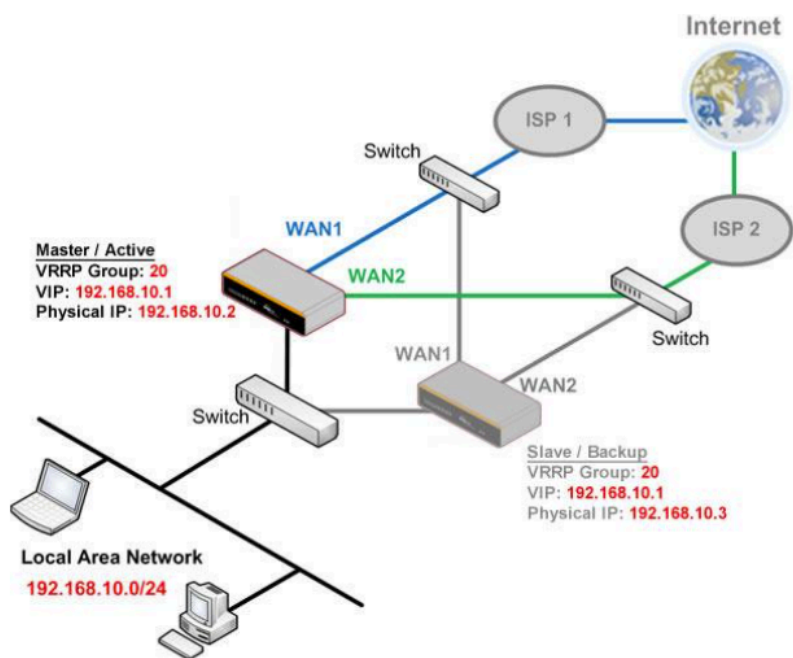 Internet
ISP 1
Switch
WAN1
ISP 2
Master / Active
VRRP Group: 20
VIP: 192.168.10.1
Physical IP: 192.168.10.2
WAN2
Switch
WAN1
WAN2
Switch
Slave / Backup
VRRP Group: 20
VIP: 192.168.10.1
Physical IP: 192.168.10.3
Local Area Network
192.168.10.0/24